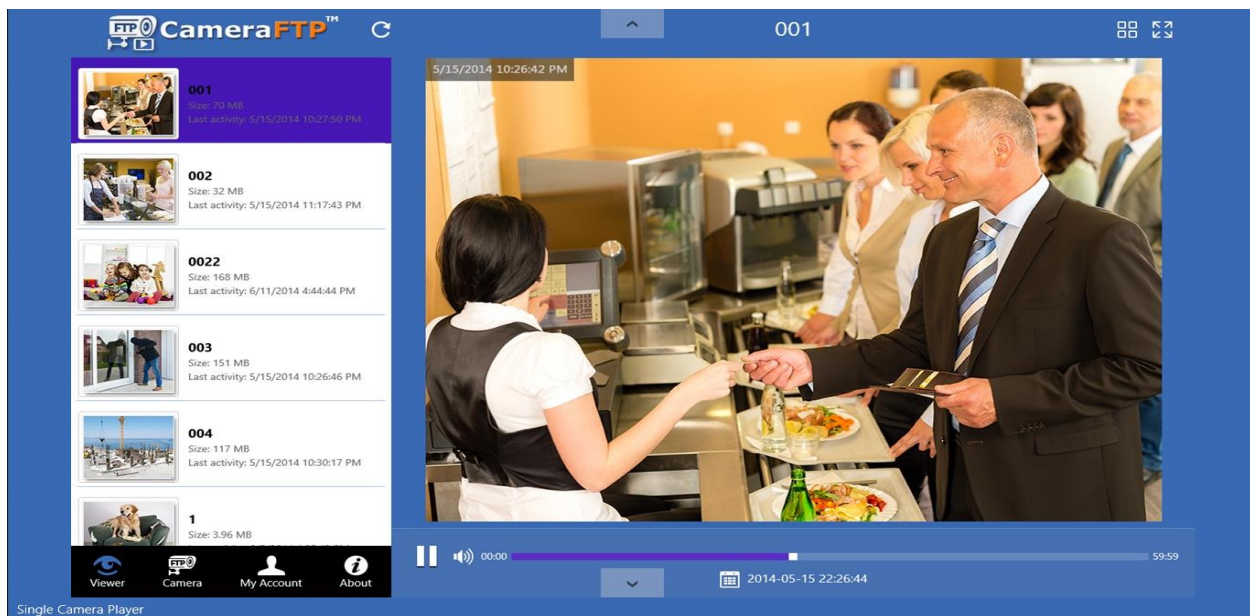 FTP CameraFTP™
001
001
Size: 70 MB
Last activity: 5/15/2014 10:27:50 PM
002
Size: 32 MB
Last activity: 5/15/2014 11:17:43 PM
0022
Size: 168 MB
Last activity: 6/11/2014 4:44:44 PM
003
Size: 151 MB
Last activity: 5/15/2014 10:26:46 PM
004
Size: 117 MB
Last activity: 5/15/2014 10:30:17 PM
1
Size: 3.96 MB
FTP
Viewer Camera My Account About
5/15/2014 10:26:42 PM
00:00 59:59
2014-05-15 22:26:44
Single Camera Player